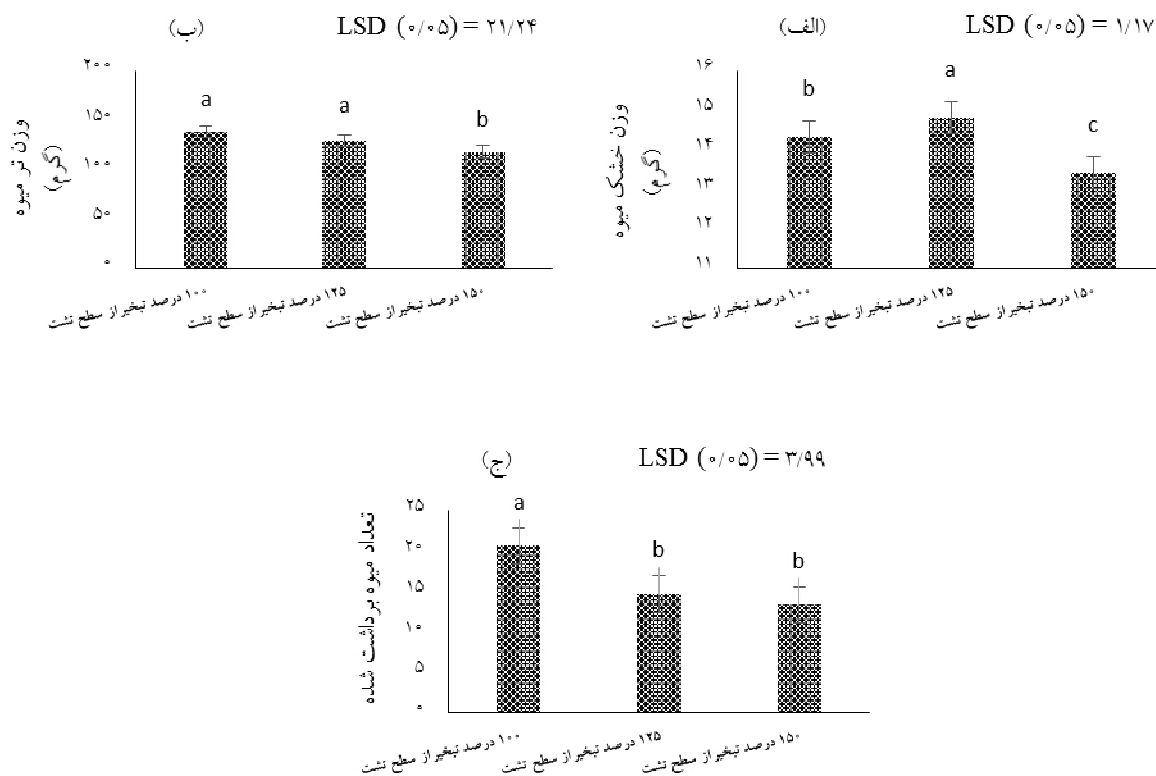 (الف) LSD (۰/۰۵) = ۱/۱۷
وزن خشک میوه
(گرم)
۱۶
۱۵
۱۴
۱۳
۱۲
۱۱
b
a
c
۱۰۰ درصد تبخیر از سطح تشت
۱۲۵ درصد تبخیر از سطح تشت
۱۵۰ درصد تبخیر از سطح تشت
(ب) LSD (۰/۰۵) = ۲۱/۲۴
وزن تر میوه
(گرم)
۲۰۰
۱۵۰
۱۰۰
۵۰
۰
a
a
b
۱۰۰ درصد تبخیر از سطح تشت
۱۲۵ درصد تبخیر از سطح تشت
۱۵۰ درصد تبخیر از سطح تشت
(ج) LSD (۰/۰۵) = ۳/۹۹
تعداد میوه برداشت شده
۲۵
۲۰
۱۵
۱۰
۵
۰
a
b
b
۱۰۰ درصد تبخیر از سطح تشت
۱۲۵ درصد تبخیر از سطح تشت
۱۵۰ درصد تبخیر از سطح تشت